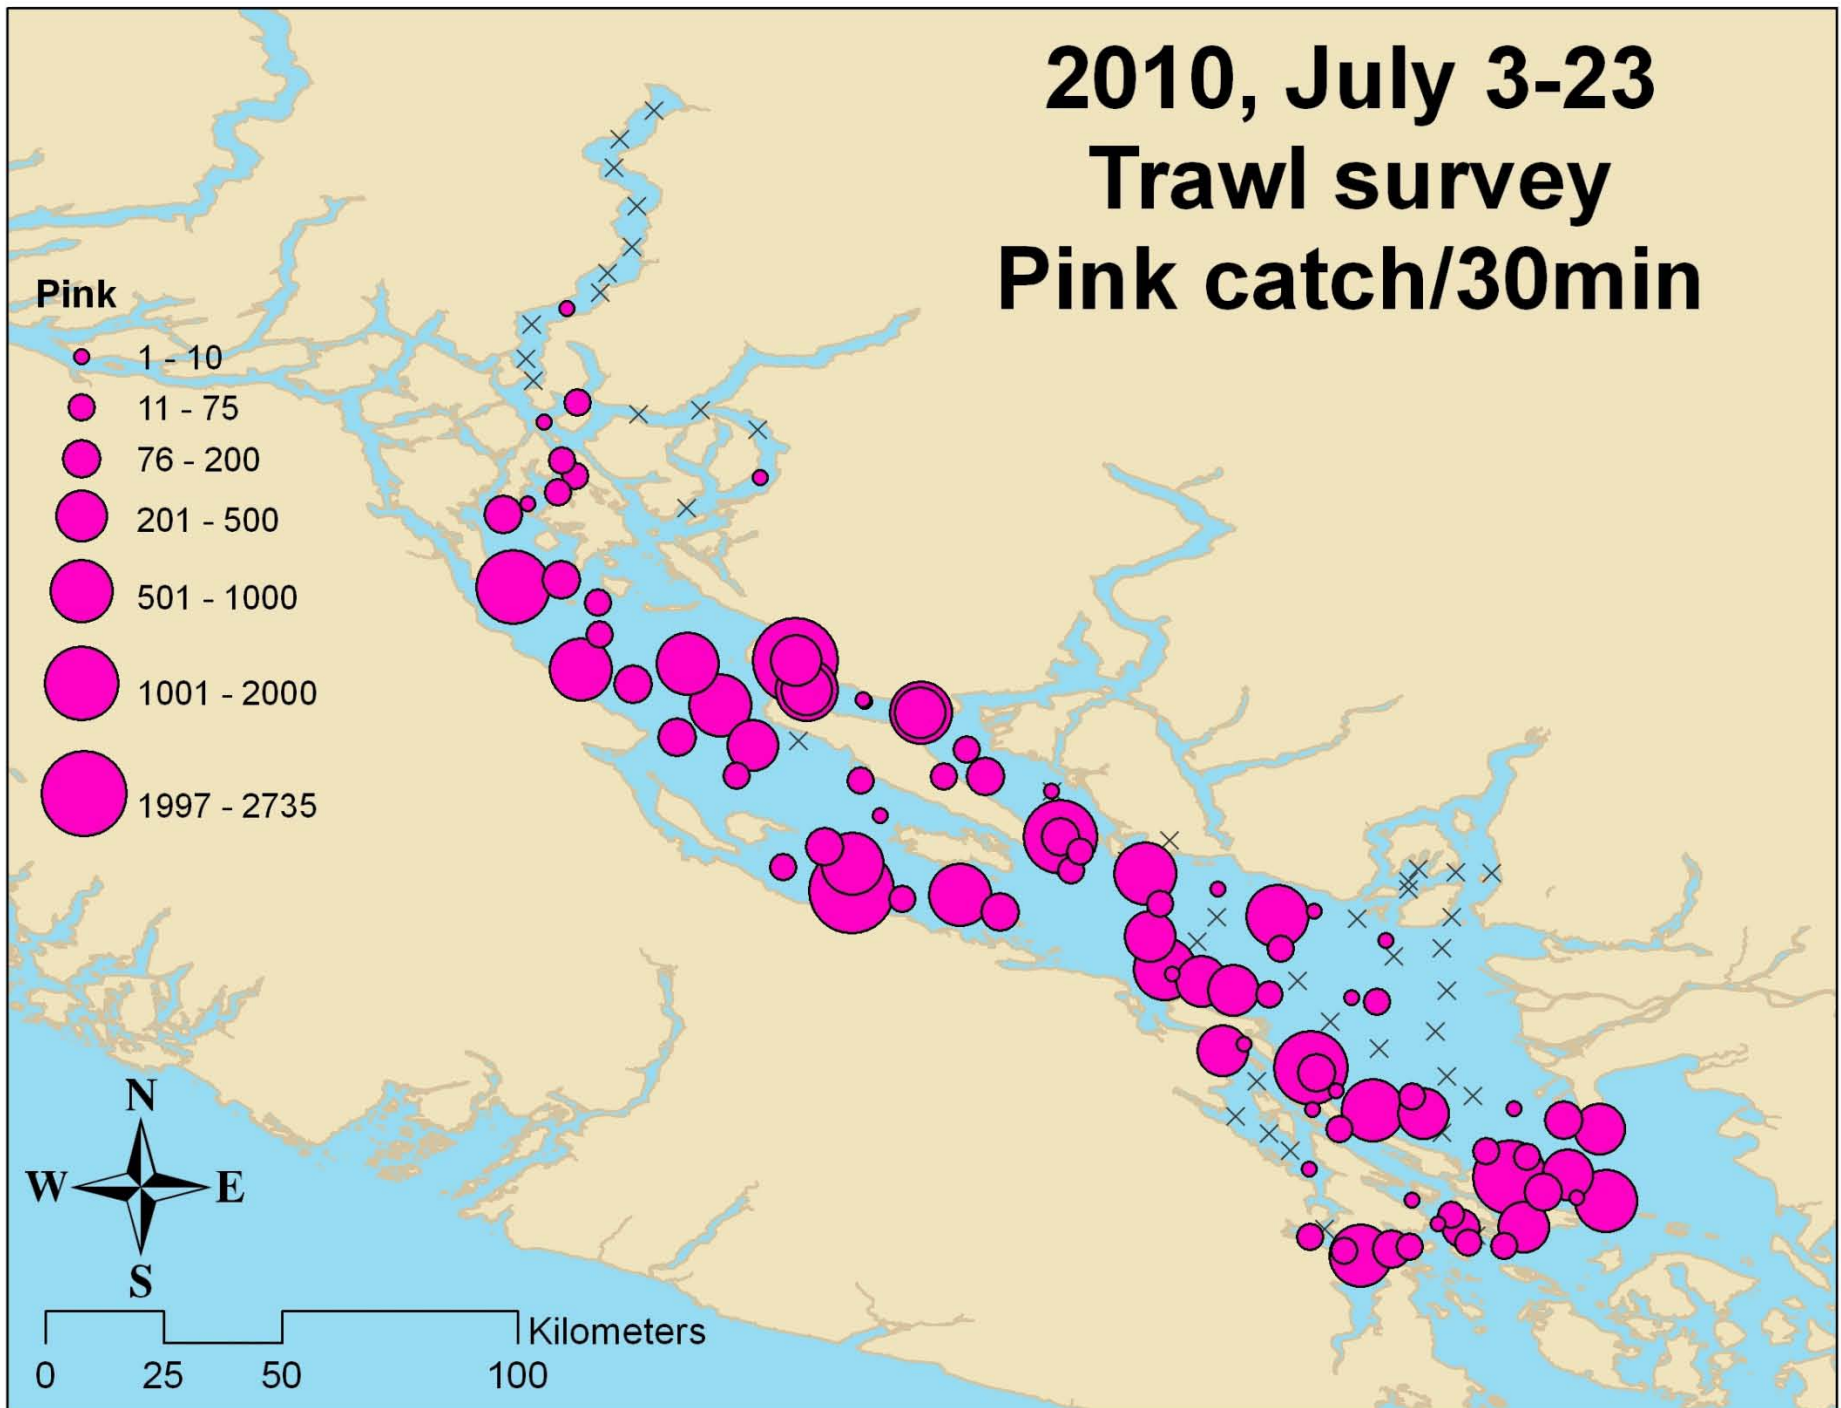 2010, July 3-23
Trawl survey
Pink catch/30min
Pink
1 - 10
11 - 75
76 - 200
201 - 500
501 - 1000
1001 - 2000
1997 - 2735
N
W E
S
Kilometers
0 25 50 100